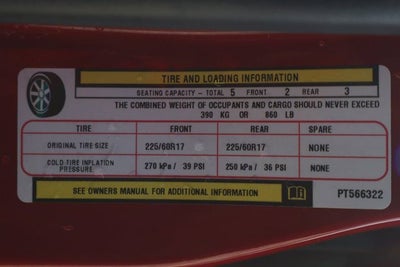 TIRE AND LOADING INFORMATION
SEATING CAPACITY - TOTAL 5 FRONT 2 REAR 3
THE COMBINED WEIGHT OF OCCUPANTS AND CARGO SHOULD NEVER EXCEED
390 KG OR 860 LB
TIRE FRONT REAR SPARE
ORIGINAL TIRE SIZE 225/60R17 225/60R17 NONE
COLD TIRE INPLATION PRESSURE 270 kPa / 39 PSI 250 kPa / 36 PSI NONE
SEE OWNERS MANUAL FOR ADDITIONAL INFORMATION
PT566322